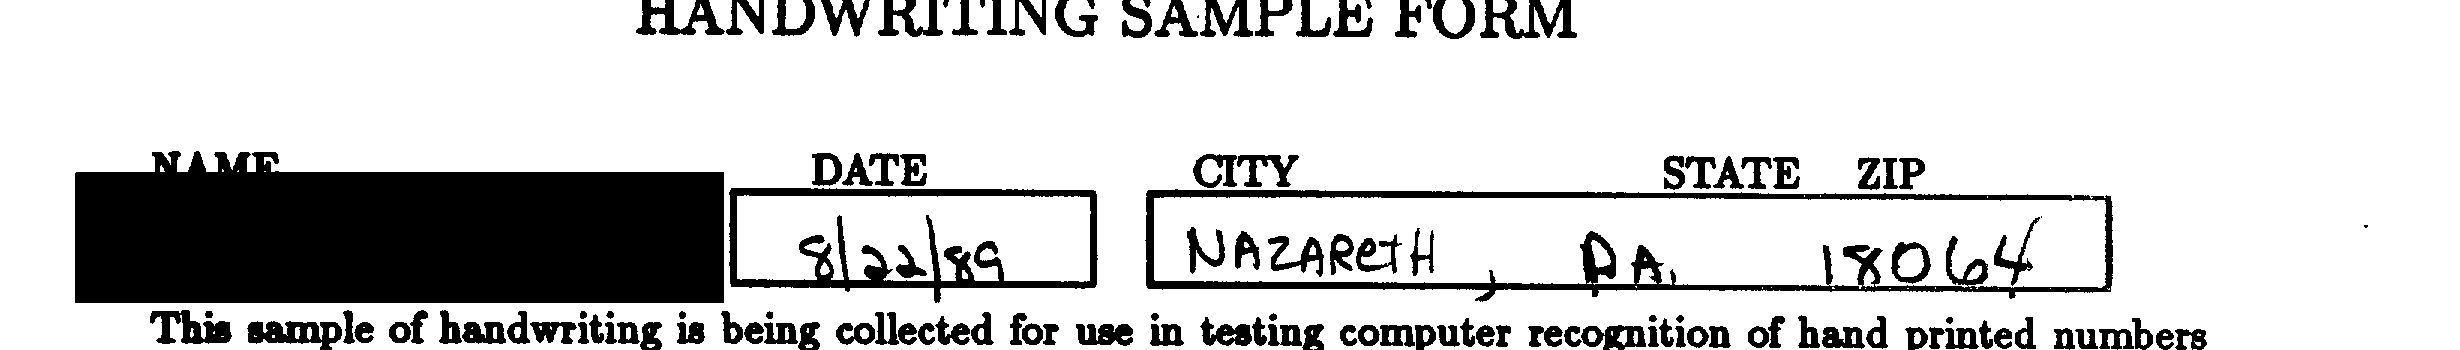 HANDWRITING SAMPLE FORM
NAME DATE CITY STATE ZIP
8/22/89 NAZARETH, PA. 18064
This sample of handwriting is being collected for use in testing computer recognition of hand printed numbers